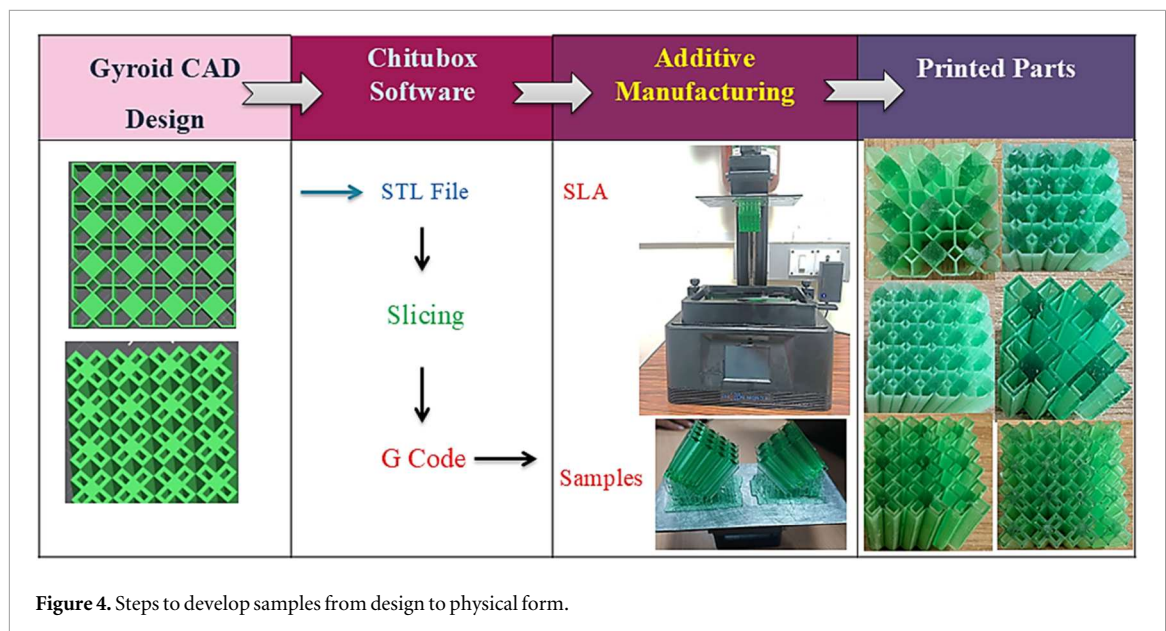 Gyroid CAD
Design
Chitubox
Software
Additive
Manufacturing
Printed Parts
STL File
Slicing
G Code
SLA
Samples
Figure 4. Steps to develop samples from design to physical form.